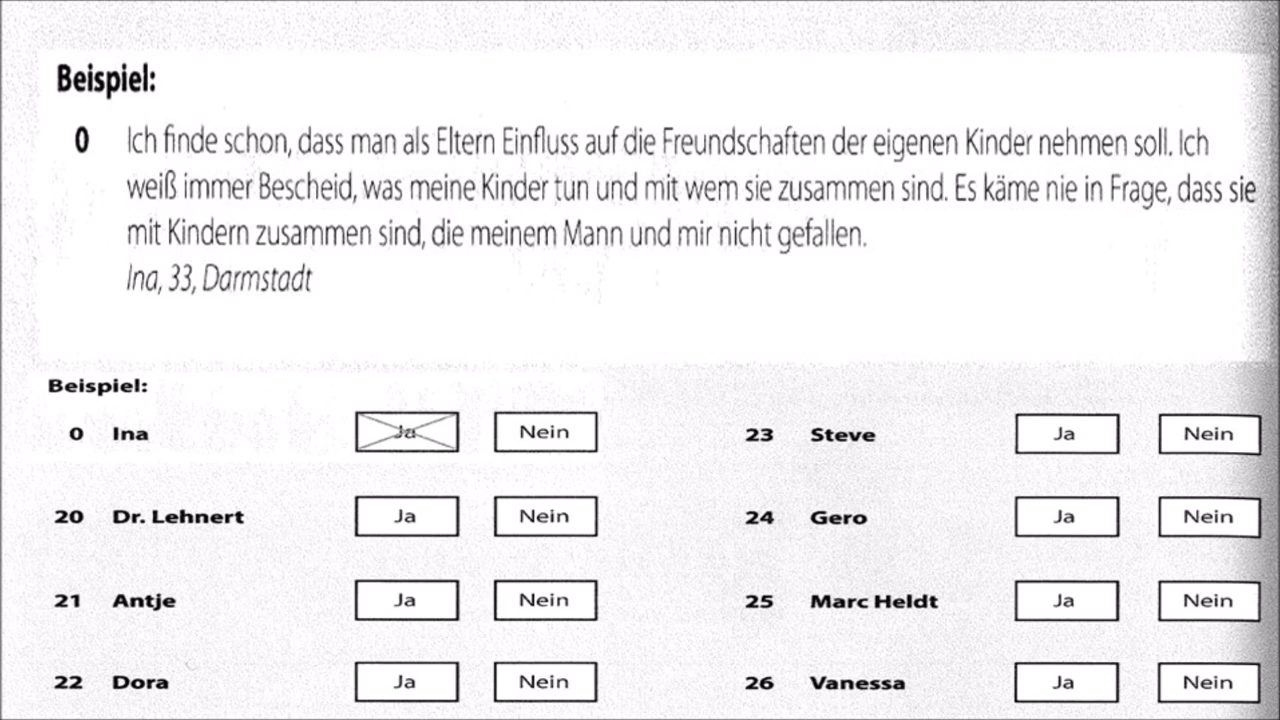 Beispiel:
0 Ich finde schon, dass man als Eltern Einfluss auf die Freundschaften der eigenen Kinder nehmen soll. Ich
weiß immer Bescheid, was meine Kinder tun und mit wem sie zusammen sind. Es käme nie in Frage, dass sie
mit Kindern zusammen sind, die meinem Mann und mir nicht gefallen.
Ina, 33, Darmstadt
Beispiel:
0 Ina Ja Nein
20 Dr. Lehnert Ja Nein
21 Antje Ja Nein
22 Dora Ja Nein
23 Steve Ja Nein
24 Gero Ja Nein
25 Marc Heldt Ja Nein
26 Vanessa Ja Nein